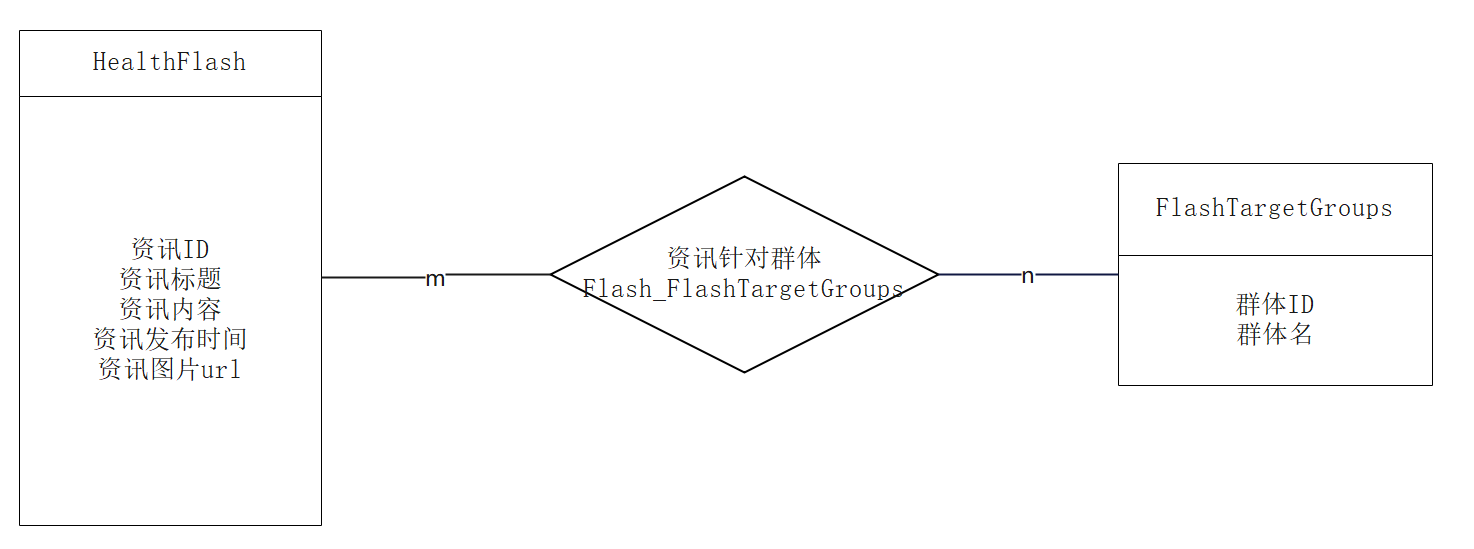 HealthFlash
资讯ID
资讯标题
资讯内容
资讯发布时间
资讯图片url
m
资讯针对群体
Flash_FlashTargetGroups
n
FlashTargetGroups
群体ID
群体名